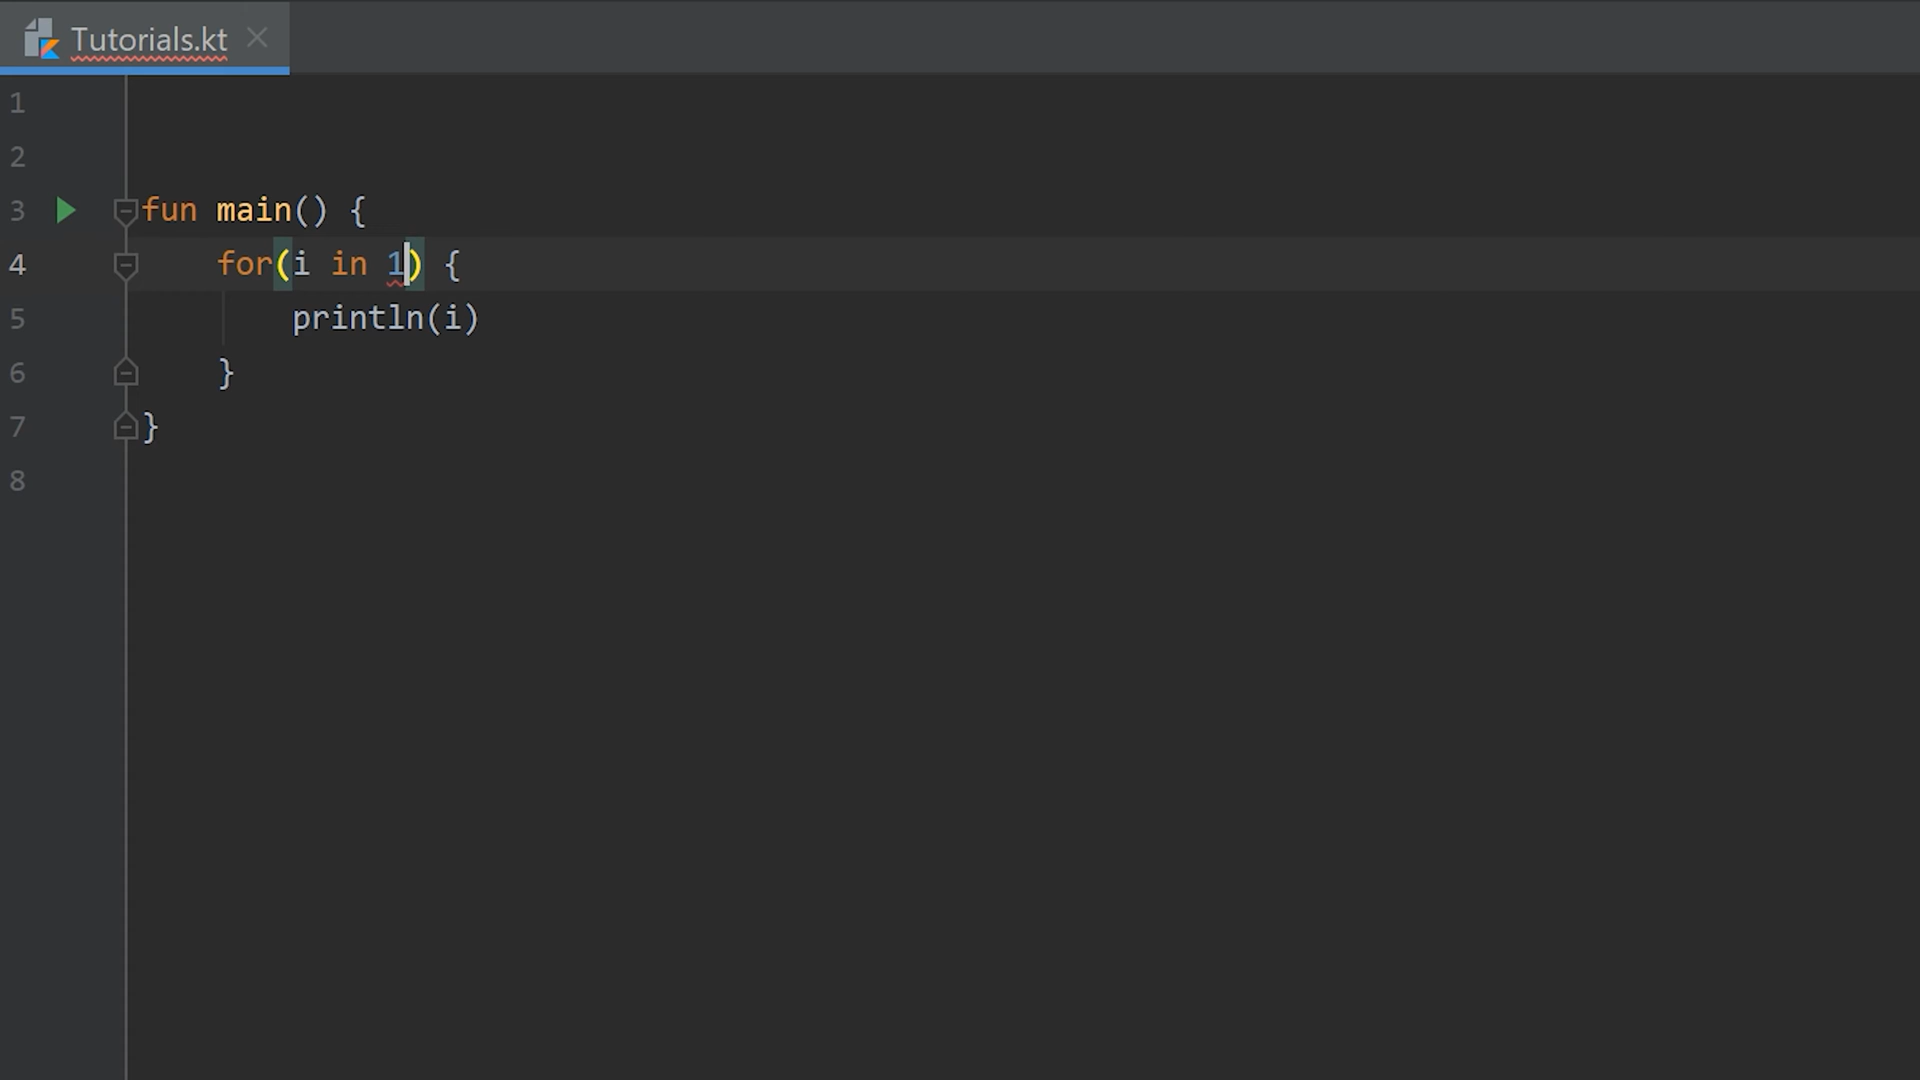 Tutorials.kt
1
2
3 fun main() {
4 for(i in 1) {
5 println(i)
6 }
7 }
8